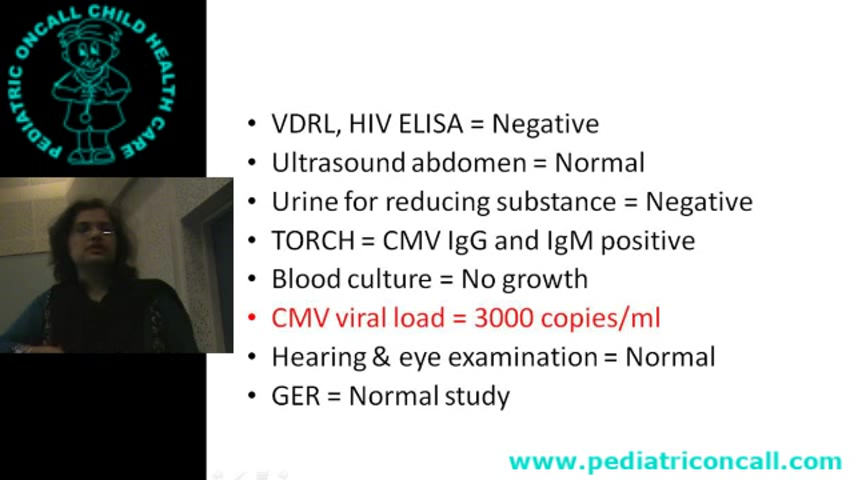 PEDIATRIC ONCALL CHILD HEALTH CARE
• VDRL, HIV ELISA = Negative
• Ultrasound abdomen = Normal
• Urine for reducing substance = Negative
• TORCH = CMV IgG and IgM positive
• Blood culture = No growth
• CMV viral load = 3000 copies/ml
• Hearing & eye examination = Normal
• GER = Normal study
www.pediatriconcall.com